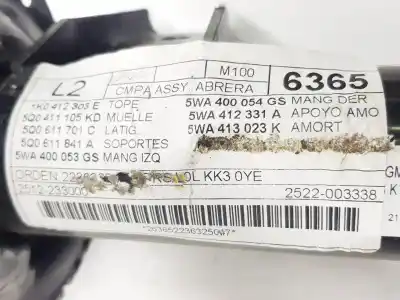 L2 M100 6365
CMPA ASSY ABRERA
1K0 412 303 E TOPE 5WA 400 054 GS MANG DER
5Q0 411 105 KD MUELLE 5WA 412 331 A APOYO AMO
5Q0 611 701 C LATIG. 5WA 413 023 K AMORT
5Q0 611 841 A SOPORTES
5WA 400 053 GS MANG IZQ
ORDEN KK3 0YE
2522-003338
GM
K
21